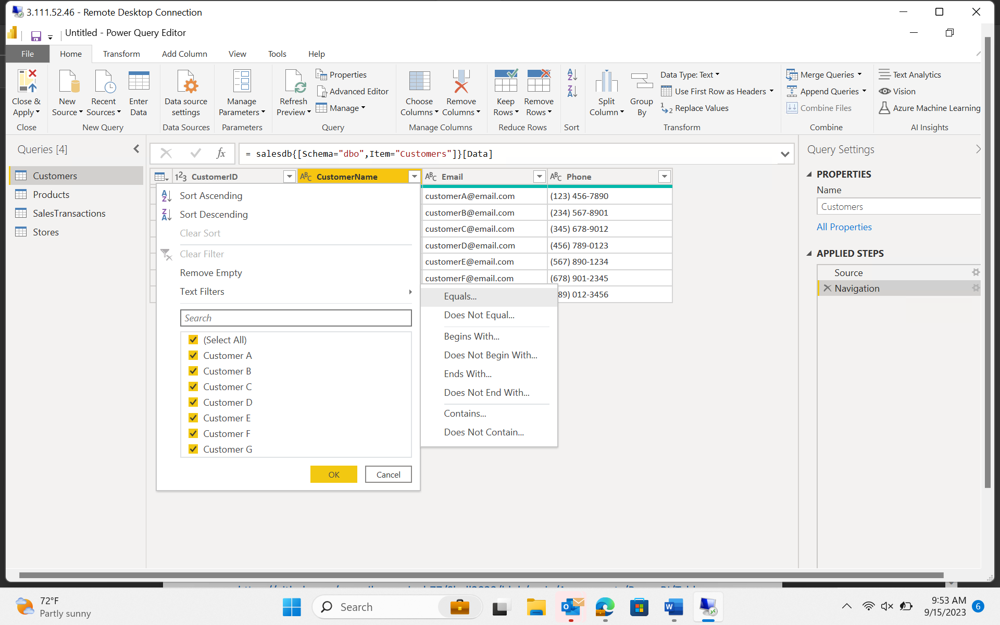 3.111.52.46 - Remote Desktop Connection
Untitled - Power Query Editor
File Home Transform Add Column View Tools Help
Close & Apply
New Source
Recent Sources
Enter Data
Data source settings
Manage Parameters
Refresh Preview
Properties
Advanced Editor
Manage
Choose Columns
Remove Columns
Keep Rows
Remove Rows
Split Column
Group By
Data Type: Text
Use First Row as Headers
Replace Values
Merge Queries
Append Queries
Combine Files
Text Analytics
Vision
Azure Machine Learning
Close New Query Data Sources Parameters Query Manage Columns Reduce Rows Sort Transform Combine AI Insights
Queries [4]
Customers
Products
SalesTransactions
Stores
fx
= salesdb{[Schema="dbo",Item="Customers"]}[Data]
123 CustomerID ABC CustomerName ABC Email ABC Phone
customerA@email.com (123) 456-7890
customerB@email.com (234) 567-8901
customerC@email.com (345) 678-9012
customerD@email.com (456) 789-0123
customerE@email.com (567) 890-1234
customerF@email.com (678) 901-2345
89) 012-3456
Sort Ascending
Sort Descending
Clear Sort
Clear Filter
Remove Empty
Text Filters
Search
(Select All)
Customer A
Customer B
Customer C
Customer D
Customer E
Customer F
Customer G
OK Cancel
Equals...
Does Not Equal...
Begins With...
Does Not Begin With...
Ends With...
Does Not End With...
Contains...
Does Not Contain...
Query Settings
PROPERTIES
Name
Customers
All Properties
APPLIED STEPS
Source
Navigation
72°F
Partly sunny
Search
9:53 AM
9/15/2023
6